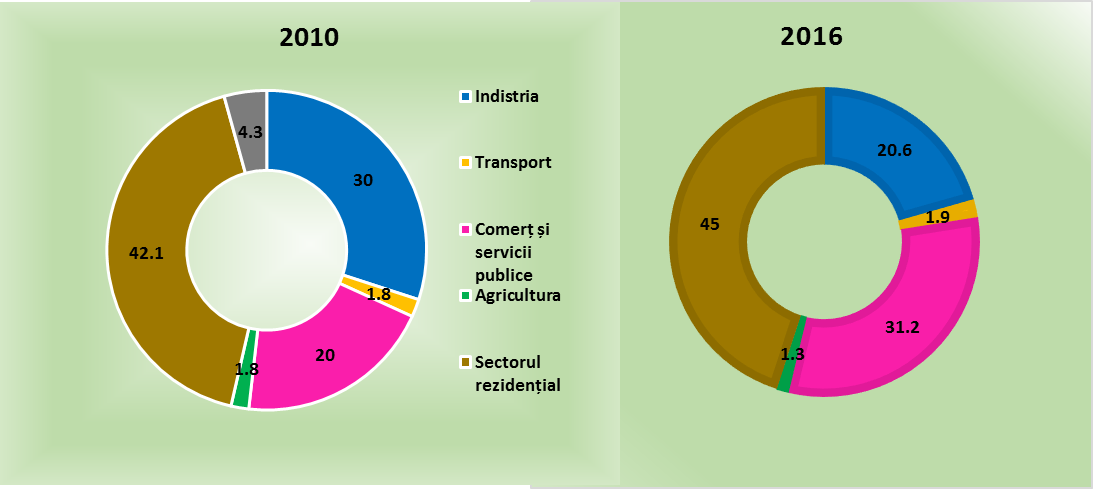 2010
4.3
30
1.8
20
1.8
42.1
Indistria
Transport
Comerț și
servicii
publice
Agricultura
Sectorul
rezidențial
2016
20.6
1.9
31.2
1.3
45